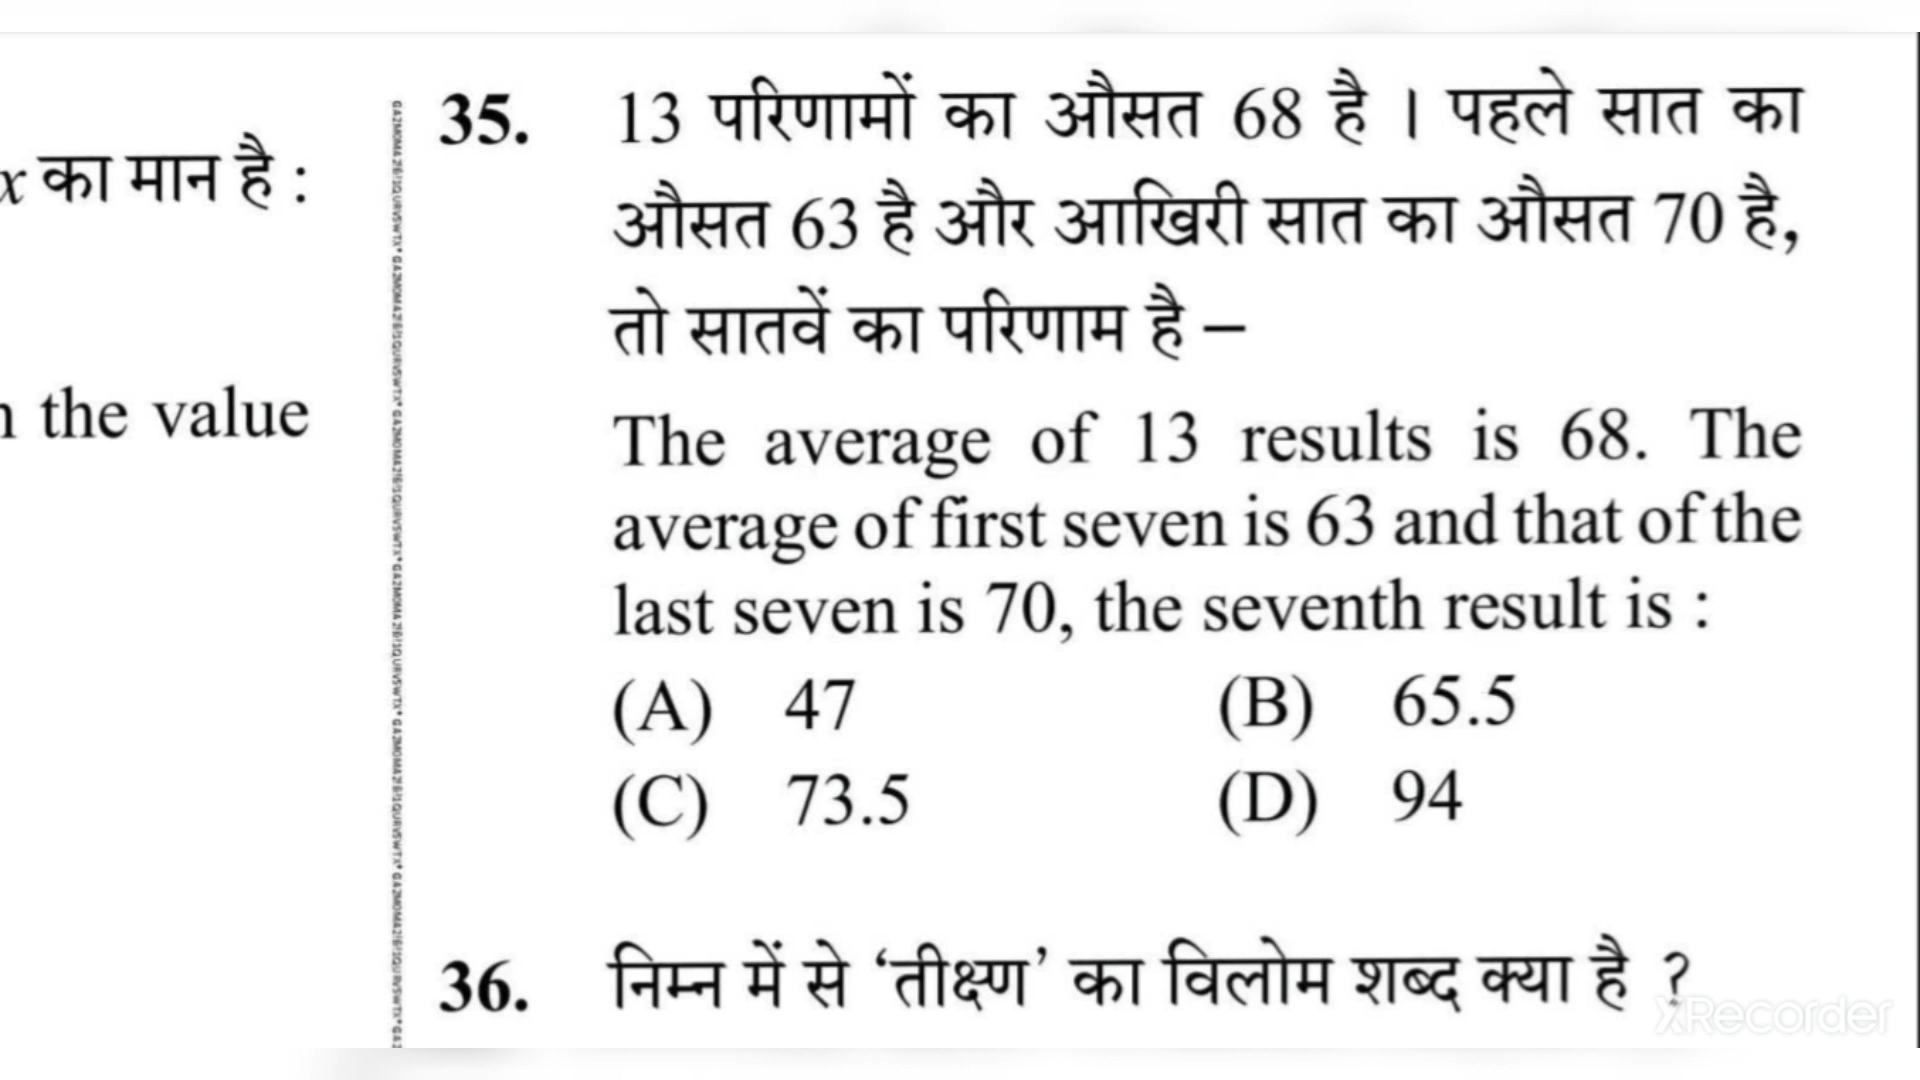 x का मान है :
the value
35. 13 परिणामों का औसत 68 है । पहले सात का
औसत 63 है और आखिरी सात का औसत 70 है,
तो सातवें का परिणाम है –
The average of 13 results is 68. The
average of first seven is 63 and that of the
last seven is 70, the seventh result is :
(A) 47 (B) 65.5
(C) 73.5 (D) 94
36. निम्न में से ‘तीक्ष्ण’ का विलोम शब्द क्या है ?
XRecorder